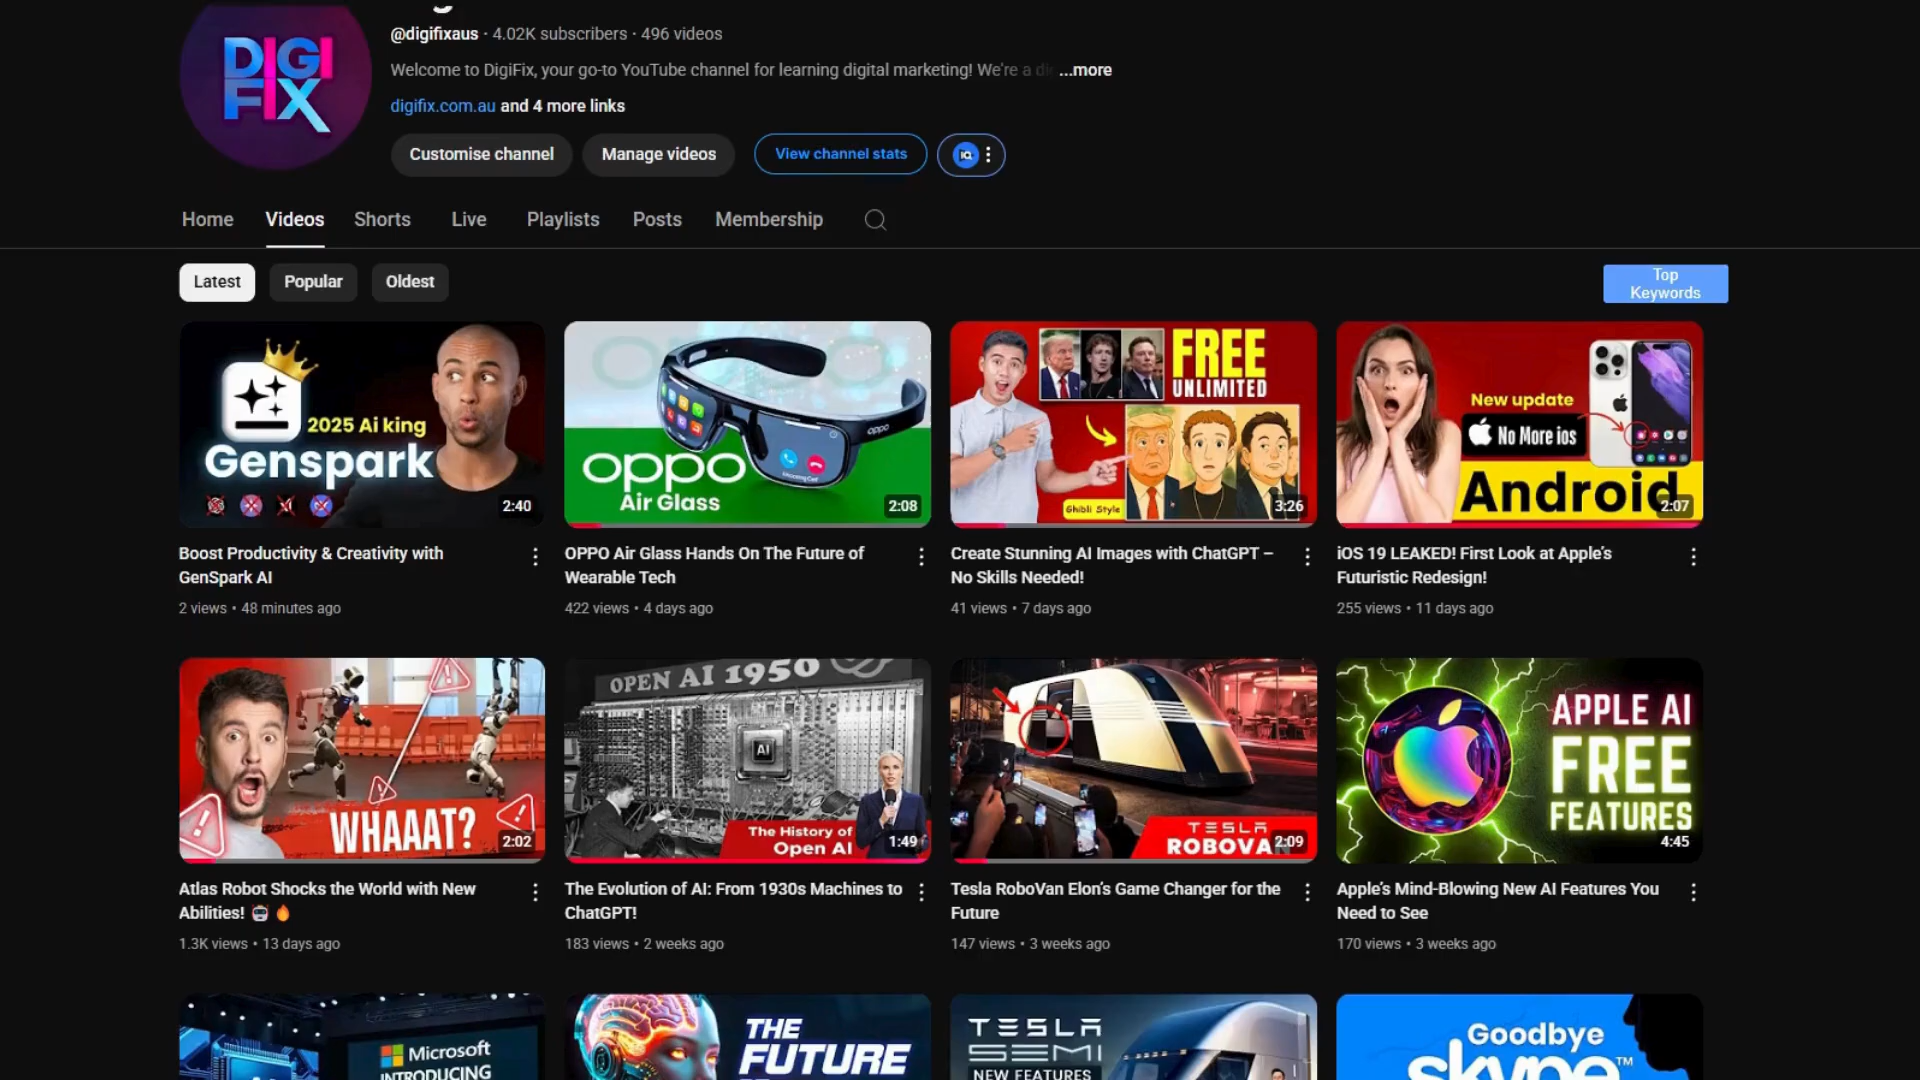 DIGI
FIX
@digifixaus · 4.02K subscribers · 496 videos
Welcome to DigiFix, your go-to YouTube channel for learning digital marketing! We're a di ...more
digifix.com.au and 4 more links
Customise channel
Manage videos
View channel stats
Home
Videos
Shorts
Live
Playlists
Posts
Membership
Latest
Popular
Oldest
Top
Keywords
2025 Ai king
Genspark
2:40
oppo
oppo
Air Glass
2:08
FREE
UNLIMITED
Ghibli Style
3:26
New update
No More ios
Android
2:07
Boost Productivity & Creativity with
GenSpark AI
2 views • 48 minutes ago
OPPO Air Glass Hands On The Future of
Wearable Tech
422 views • 4 days ago
Create Stunning AI Images with ChatGPT –
No Skills Needed!
41 views • 7 days ago
iOS 19 LEAKED! First Look at Apple's
Futuristic Redesign!
255 views • 11 days ago
WHAAAT?
2:02
OPEN AI 1950
AI
The History of
Open AI
1:49
TESLA
ROBOVA
2:09
APPLE AI
FREE
FEATURES
4:45
Atlas Robot Shocks the World with New
Abilities! 🤖 🔥
1.3K views • 13 days ago
The Evolution of AI: From 1930s Machines to
ChatGPT!
183 views • 2 weeks ago
Tesla RoboVan Elon's Game Changer for the
Future
147 views • 3 weeks ago
Apple's Mind-Blowing New AI Features You
Need to See
170 views • 3 weeks ago
Microsoft
INTRODUCING
THE
FUTURE
TESLA
SEMI
NEW FEATURES
Goodbye
skype™